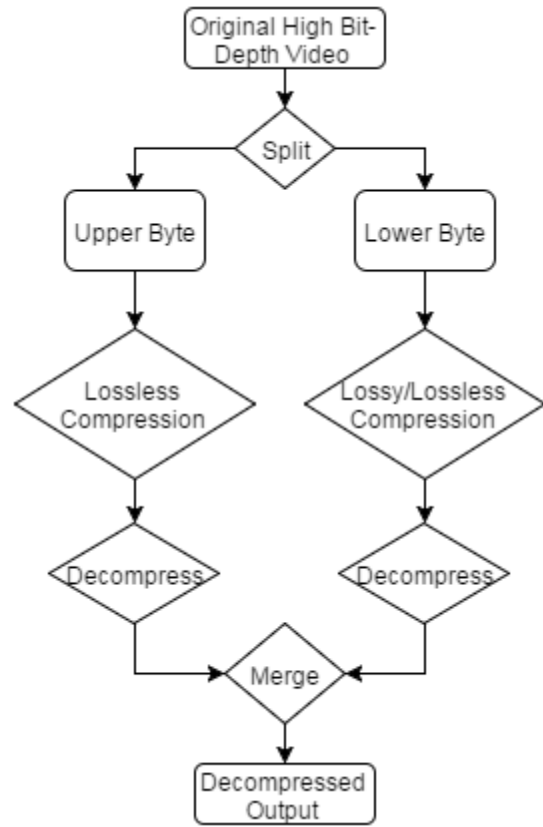 Original High Bit-
Depth Video
Split
Upper Byte
Lower Byte
Lossless
Compression
Lossy/Lossless
Compression
Decompress
Decompress
Merge
Decompressed
Output